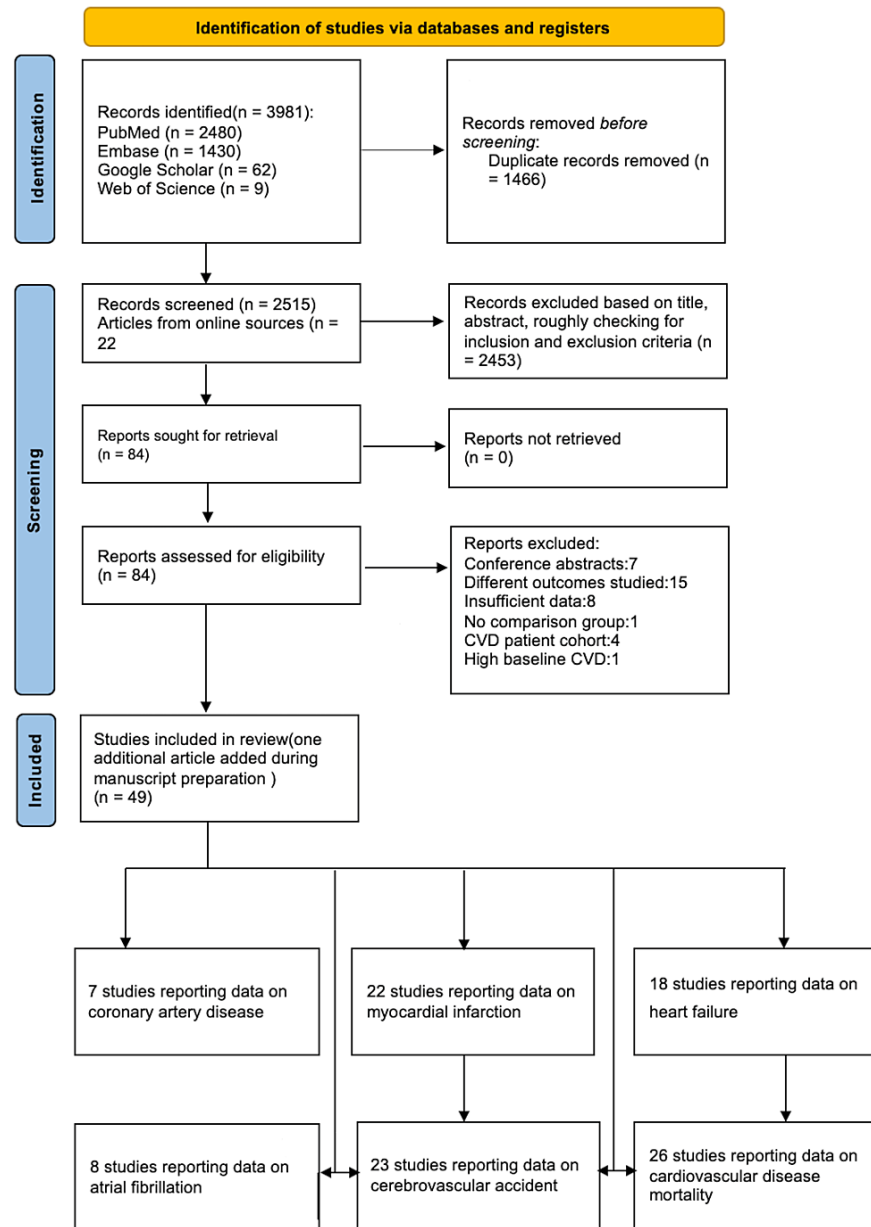 Identification of studies via databases and registers
Identification
Records identified(n = 3981):
PubMed (n = 2480)
Embase (n = 1430)
Google Scholar (n = 62)
Web of Science (n = 9)
Records removed before
screening:
Duplicate records removed (n
= 1466)
Screening
Records screened (n = 2515)
Articles from online sources (n =
22
Records excluded based on title,
abstract, roughly checking for
inclusion and exclusion criteria (n
= 2453)
Reports sought for retrieval
(n = 84)
Reports not retrieved
(n = 0)
Reports assessed for eligibility
(n = 84)
Reports excluded:
Conference abstracts:7
Different outcomes studied:15
Insufficient data:8
No comparison group:1
CVD patient cohort:4
High baseline CVD:1
Included
Studies included in review(one
additional article added during
manuscript preparation )
(n = 49)
7 studies reporting data on
coronary artery disease
22 studies reporting data on
myocardial infarction
18 studies reporting data on
heart failure
8 studies reporting data on
atrial fibrillation
23 studies reporting data on
cerebrovascular accident
26 studies reporting data on
cardiovascular disease
mortality